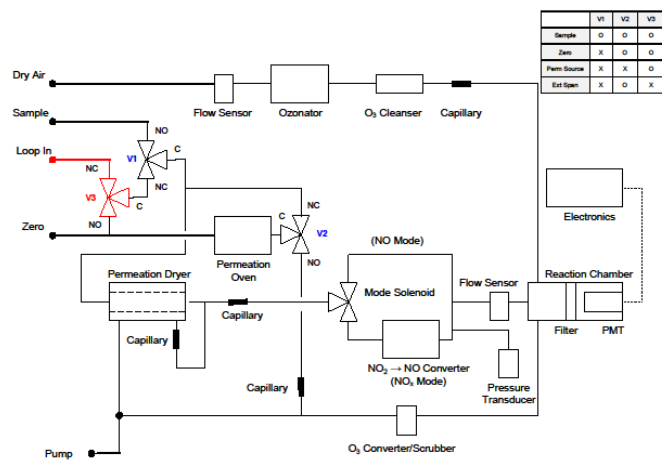 V1 V2 V3
Sample O O O
Zero X O O
Perm Source X X O
Ext Span X O X
Dry Air
Flow Sensor
Ozonator
O₃ Cleanser
Capillary
Sample
NO
Loop In
V1
C
NC
NC
V3
C
NO
Zero
Permeation Oven
NC
C
V2
NO
Electronics
(NO Mode)
Permeation Dryer
Capillary
Mode Solenoid
Flow Sensor
Reaction Chamber
Filter
PMT
Capillary
NO₂ → NO Converter
(NOₓ Mode)
Pressure
Transducer
Capillary
O₃ Converter/Scrubber
Pump